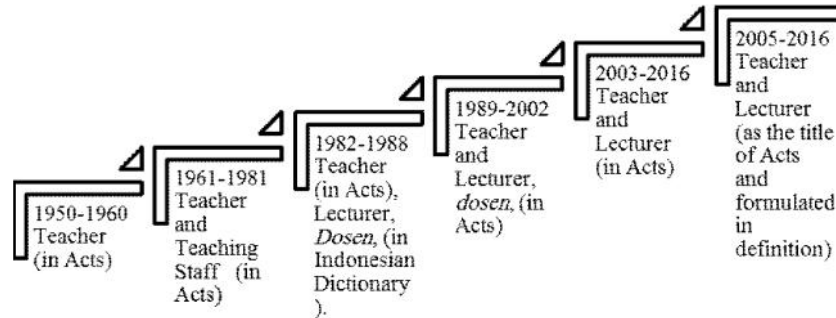 1950-1960
Teacher
(in Acts)
1961-1981
Teacher
and
Teaching
Staff (in
Acts)
1982-1988
Teacher
(in Acts),
Lecturer,
Dosen, (in
Indonesian
Dictionary
).
1989-2002
Teacher
and
Lecturer,
dosen, (in
Acts)
2003-2016
Teacher
and
Lecturer
(in Acts)
2005-2016
Teacher
and
Lecturer
(as the title
of Acts
and
formulated
in
definition)